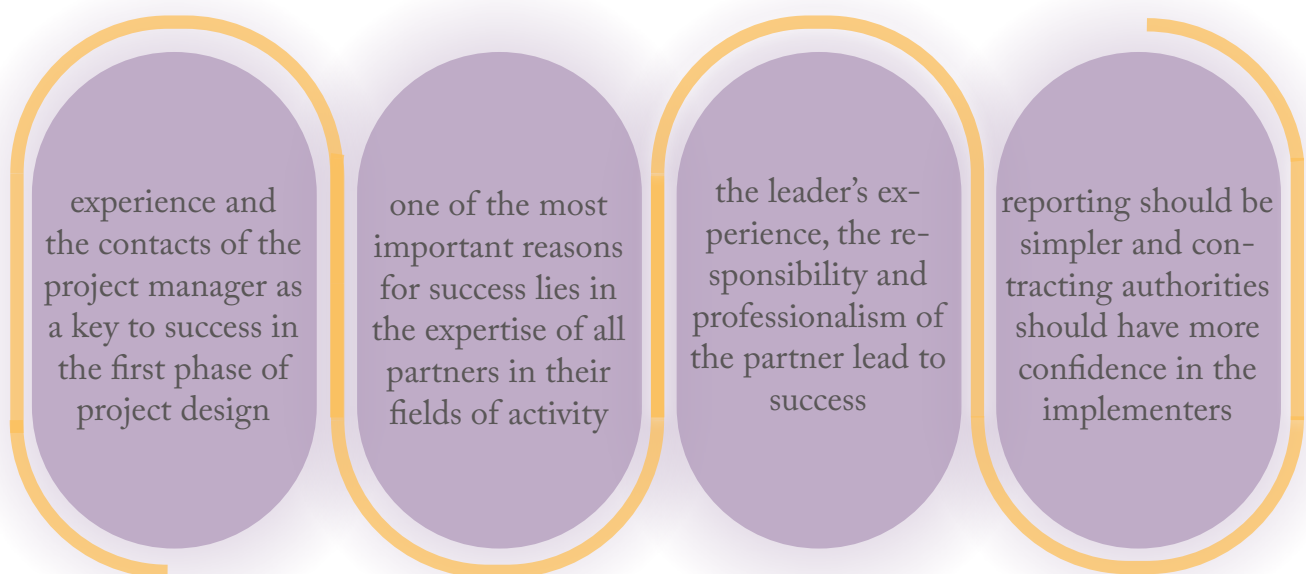 experience and
the contacts of the
project manager as
a key to success in
the first phase of
project design
one of the most
important reasons
for success lies in
the expertise of all
partners in their
fields of activity
the leader’s ex-
perience, the re-
sponsibility and
professionalism of
the partner lead to
success
reporting should be
simpler and con-
tracting authorities
should have more
confidence in the
implementers